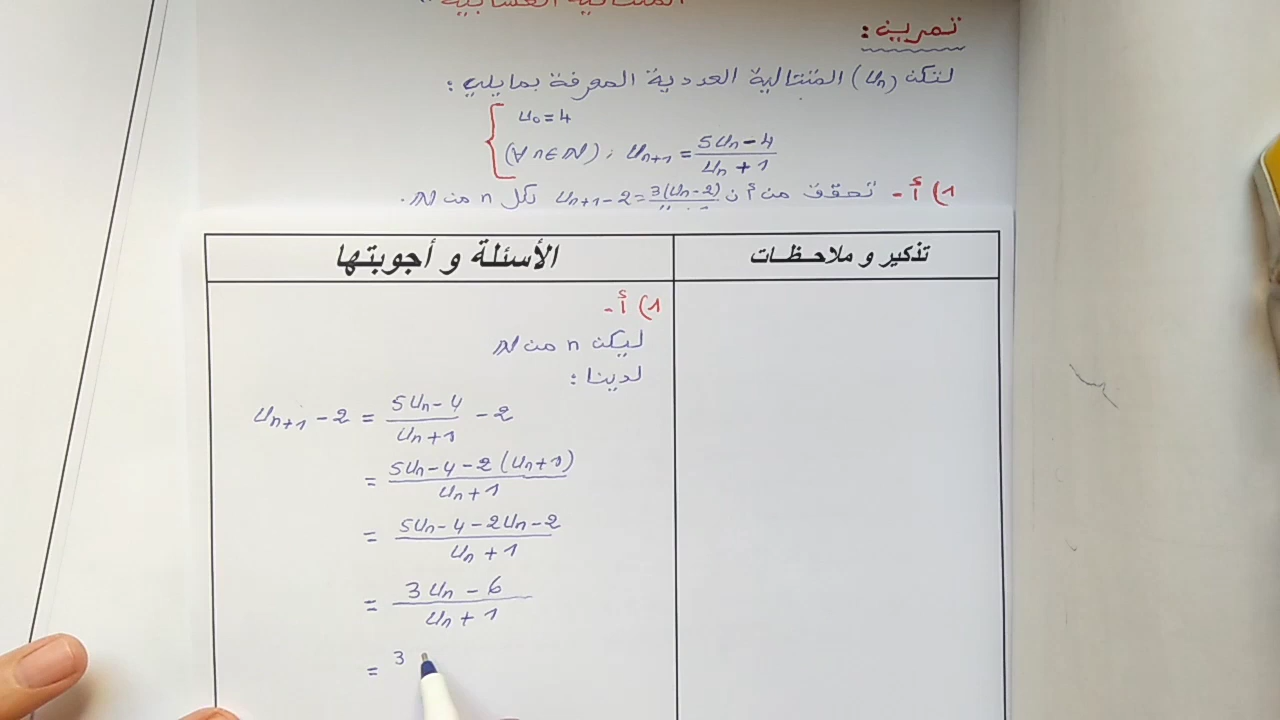 تمرين:
لتكن (Uₙ) المتتالية العددية المعرفة بمايلي:
U₀ = 4
(∀ n ∈ ℕ) ; Uₙ₊₁ = (5Uₙ - 4)/(Uₙ + 1)
1) أ- تحقق من أن Uₙ₊₁ - 2 = 3(Uₙ - 2)/ لكل n من ℕ.
تذكير و ملاحظات
الأسئلة و أجوبتها
1) أ-
ليكن n من ℕ
لدينا:
Uₙ₊₁ - 2 = (5Uₙ - 4)/(Uₙ + 1) - 2
= (5Uₙ - 4 - 2(Uₙ + 1))/(Uₙ + 1)
= (5Uₙ - 4 - 2Uₙ - 2)/(Uₙ + 1)
= (3Uₙ - 6)/(Uₙ + 1)
= 3